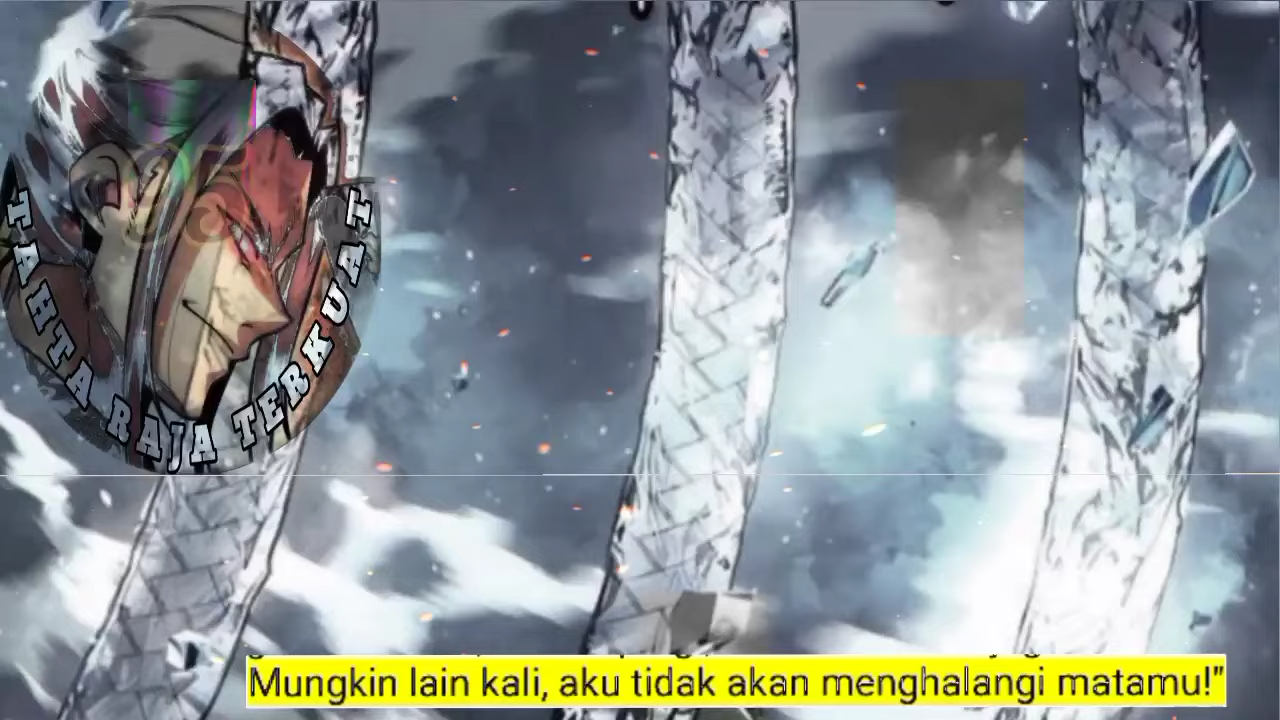 TAHTA RAJA TERKUAT
Mungkin lain kali, aku tidak akan menghalangi matamu!"